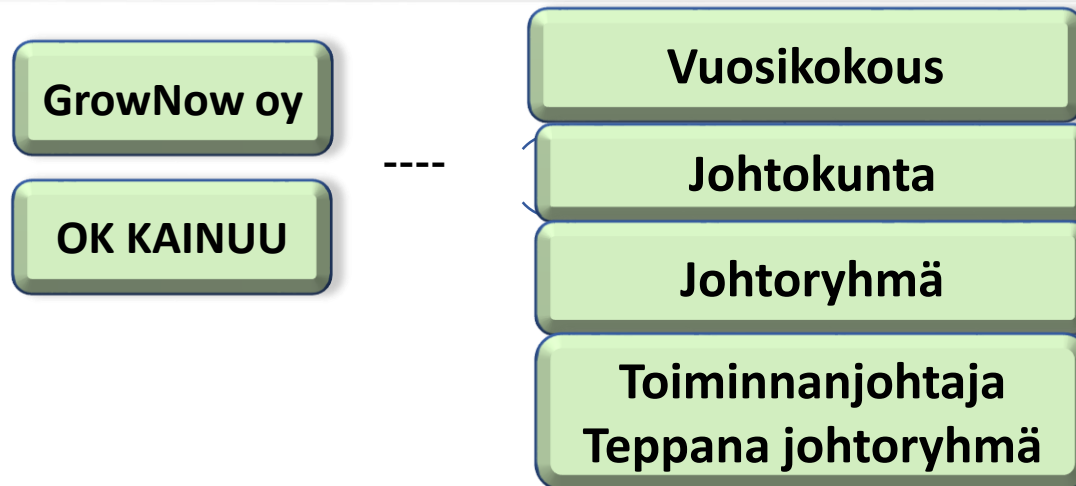 GrowNow oy
OK KAINUU
----
Vuosikokous
Johtokunta
Johtoryhmä
Toiminnanjohtaja
Teppana johtoryhmä